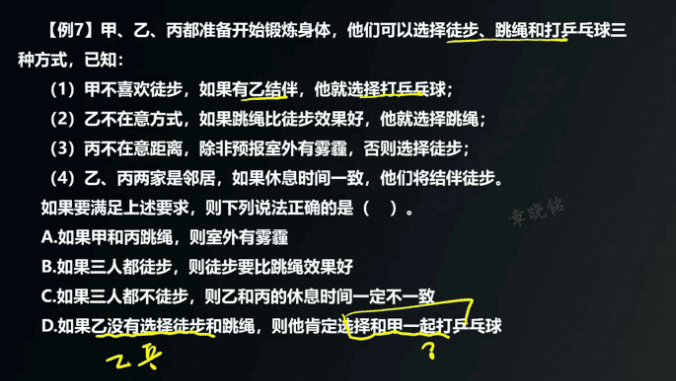 【例7】甲、乙、丙都准备开始锻炼身体，他们可以选择徒步、跳绳和打乒乓球三
种方式，已知：
（1）甲不喜欢徒步，如果有乙结伴，他就选择打乒乓球；
（2）乙不在意方式，如果跳绳比徒步效果好，他就选择跳绳；
（3）丙不在意距离，除非预报室外有雾霾，否则选择徒步；
（4）乙、丙两家是邻居，如果休息时间一致，他们将结伴徒步。
如果要满足上述要求，则下列说法正确的是（ ）。
章晓铭
A.如果甲和丙跳绳，则室外有雾霾
B.如果三人都徒步，则徒步要比跳绳效果好
C.如果三人都不徒步，则乙和丙的休息时间一定不一致
D.如果乙没有选择徒步和跳绳，则他肯定选择和甲一起打乒乓球
乙兵 ?